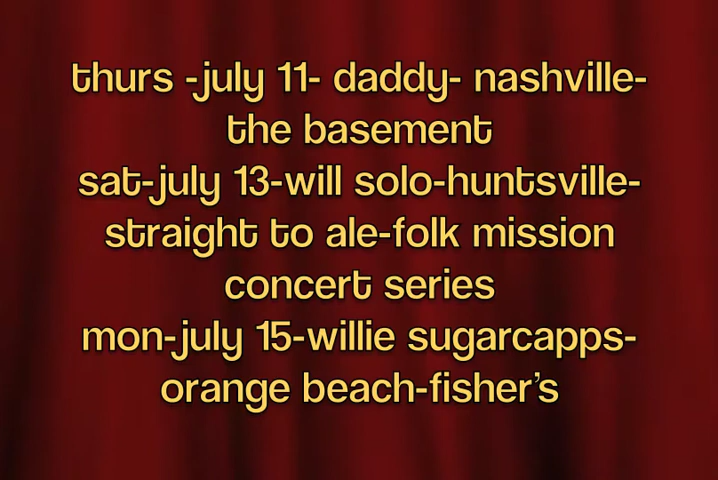 thurs -july 11- daddy- nashville-
the basement
sat-july 13-will solo-huntsville-
straight to ale-folk mission
concert series
mon-july 15-willie sugarcapps-
orange beach-fisher's